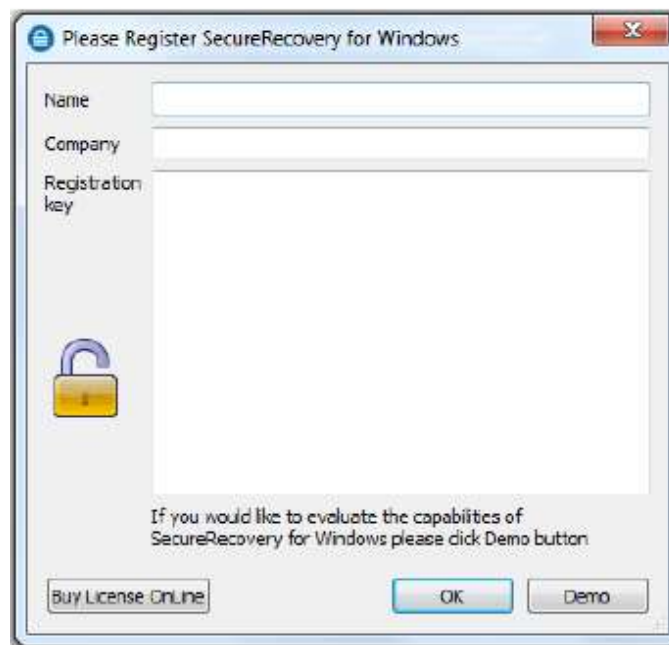 Please Register SecureRecovery for Windows
Name
Company
Registration
key
If you would like to evaluate the capabilities of
SecureRecovery for Windows please click Demo button
Buy License OnLine
OK
Demo